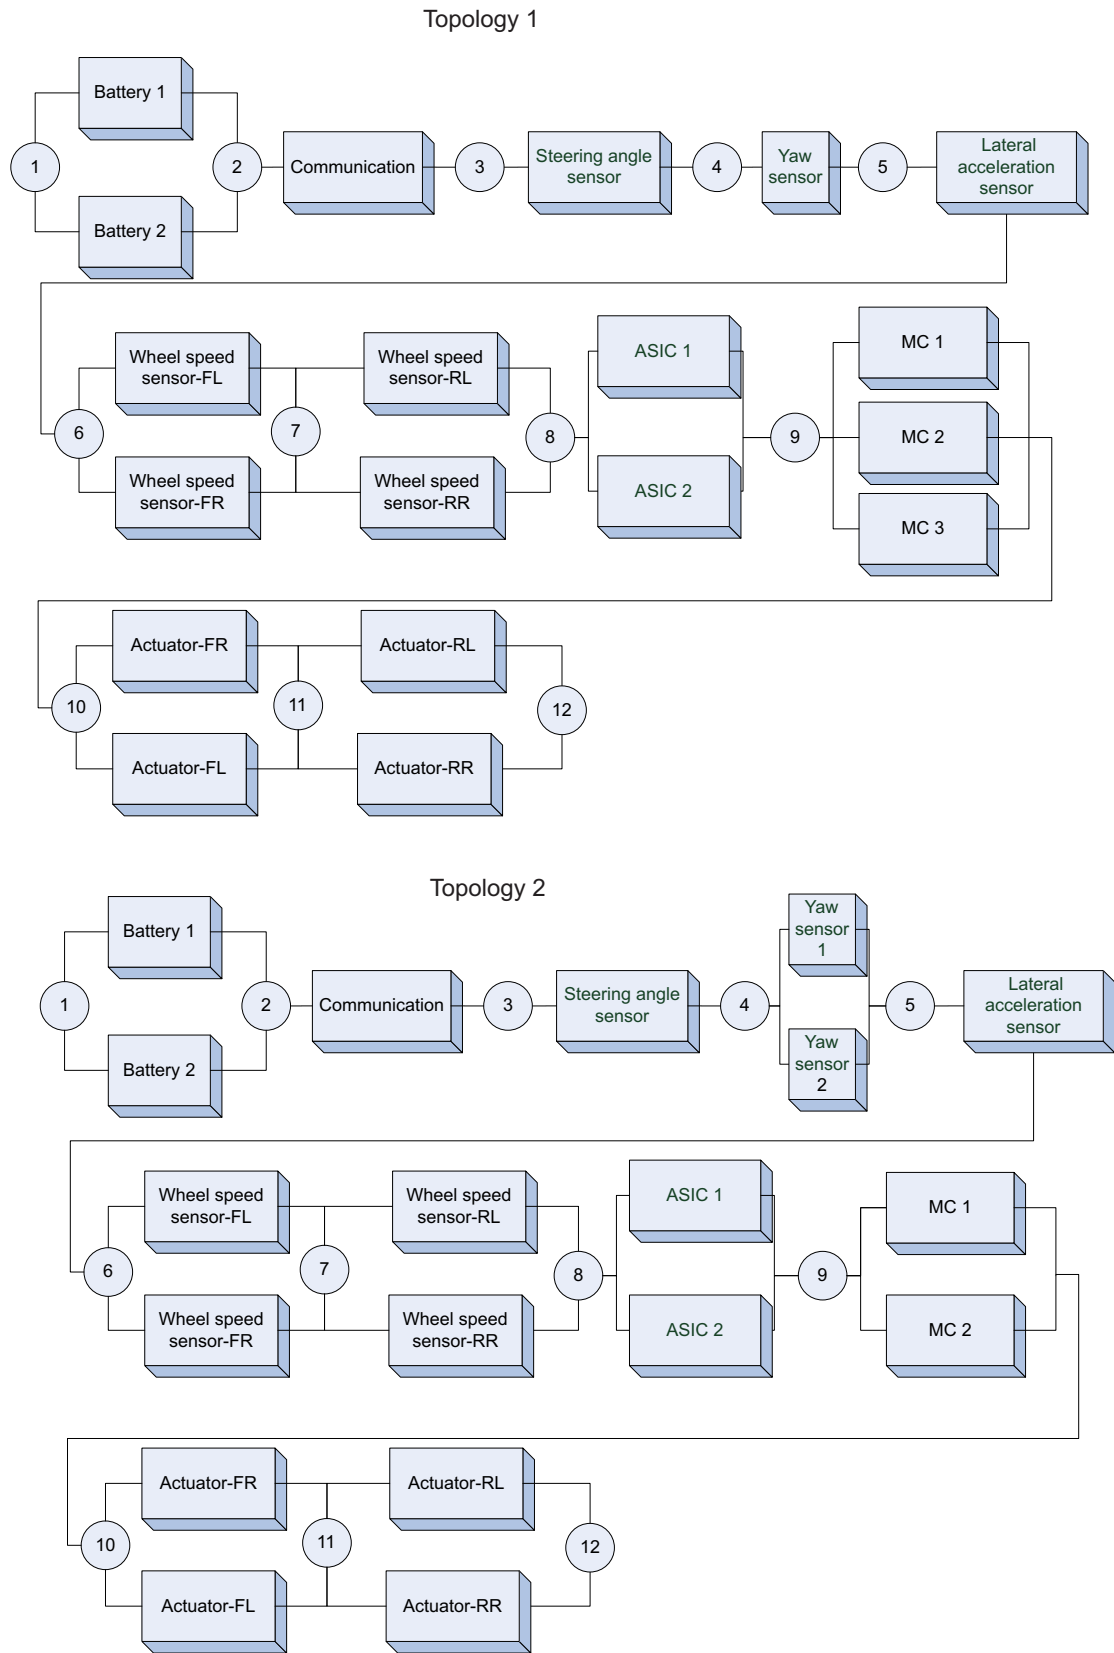 Topology 1
Battery 1
1
2
Battery 2
Communication
3
Steering angle
sensor
4
Yaw
sensor
5
Lateral
acceleration
sensor
6
Wheel speed
sensor-FL
Wheel speed
sensor-FR
7
Wheel speed
sensor-RL
Wheel speed
sensor-RR
8
ASIC 1
ASIC 2
9
MC 1
MC 2
MC 3
10
Actuator-FR
Actuator-FL
11
Actuator-RL
Actuator-RR
12
Topology 2
Battery 1
1
2
Battery 2
Communication
3
Steering angle
sensor
4
Yaw
sensor
1
Yaw
sensor
2
5
Lateral
acceleration
sensor
6
Wheel speed
sensor-FL
Wheel speed
sensor-FR
7
Wheel speed
sensor-RL
Wheel speed
sensor-RR
8
ASIC 1
ASIC 2
9
MC 1
MC 2
10
Actuator-FR
Actuator-FL
11
Actuator-RL
Actuator-RR
12